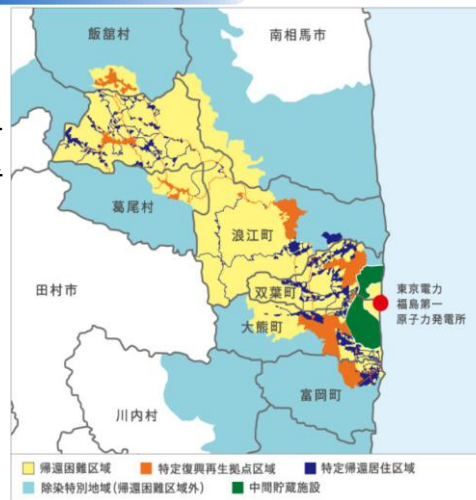 飯舘村
南相馬市
葛尾村
浪江町
田村市
双葉町
東京電力
福島第一
原子力発電所
大熊町
富岡町
川内村
帰還困難区域
特定復興再生拠点区域
特定帰還居住区域
除染特別地域(帰還困難区域外)
中間貯蔵施設